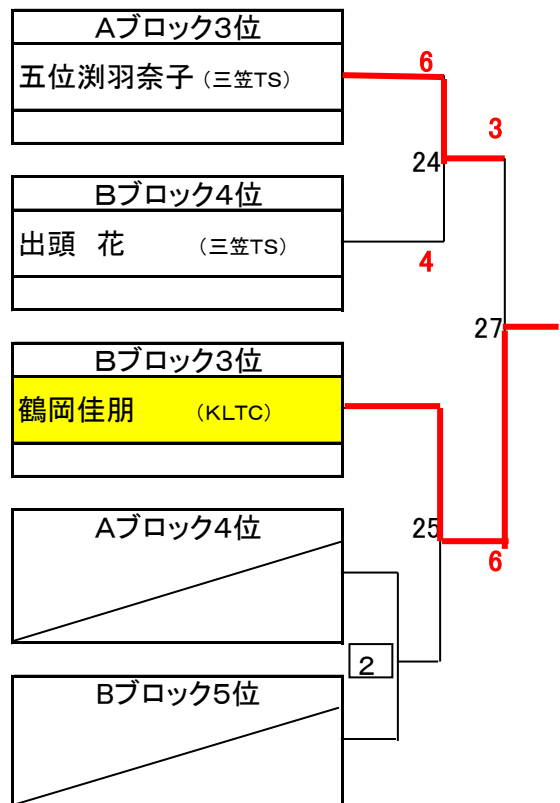 Aブロック3位
五位渕羽奈子（三笠TS）
6
3
24
Bブロック4位
出頭　花　（三笠TS）
4
27
Bブロック3位
鶴岡佳朋　（KLTC）
Aブロック4位
25
6
2
Bブロック5位